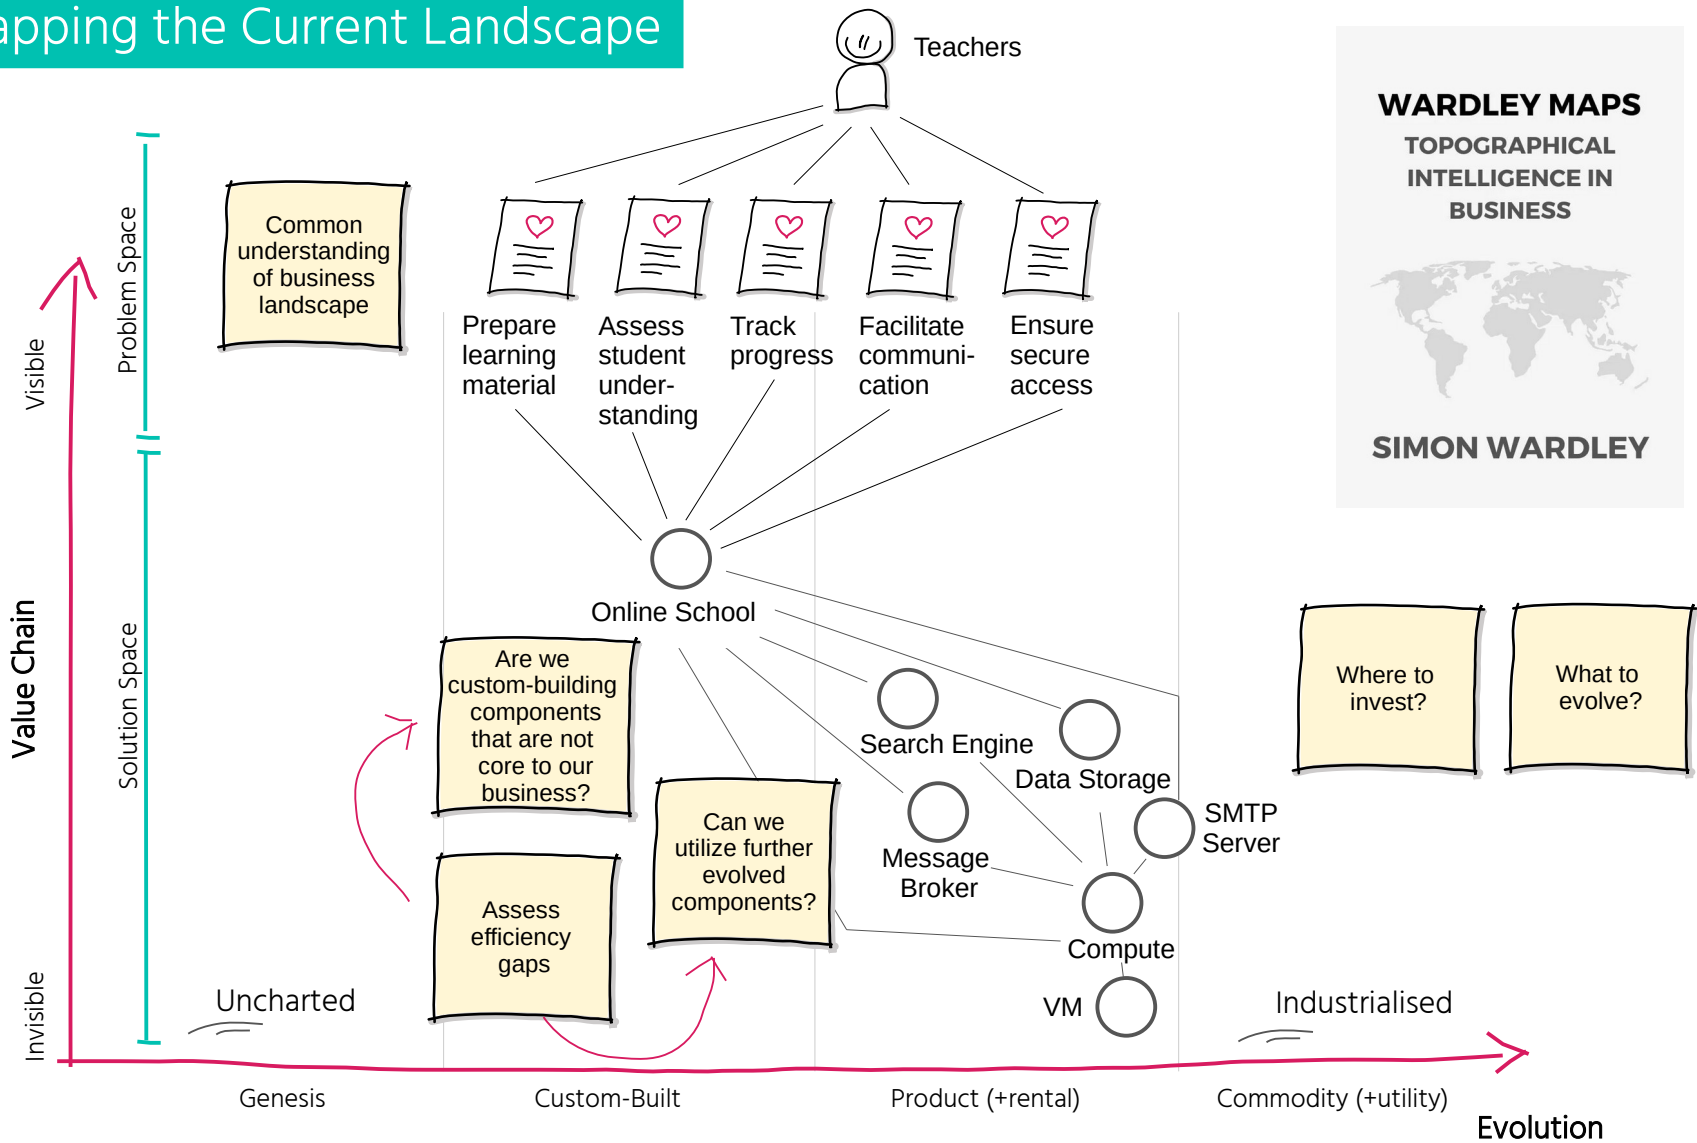 apping the Current Landscape
Teachers
WARDLEY MAPS
TOPOGRAPHICAL
INTELLIGENCE IN
BUSINESS
SIMON WARDLEY
Common
understanding
of business
landscape
Problem Space
Visible
Prepare
learning
material
Assess
student
under-
standing
Track
progress
Facilitate
communi-
cation
Ensure
secure
access
Online School
Value Chain
Solution Space
Invisible
Are we
custom-building
components
that are not
core to our
business?
Can we
utilize further
evolved
components?
Assess
efficiency
gaps
Search Engine
Data Storage
Message
Broker
SMTP
Server
Compute
VM
Where to
invest?
What to
evolve?
Uncharted
Industrialised
Genesis
Custom-Built
Product (+rental)
Commodity (+utility)
Evolution